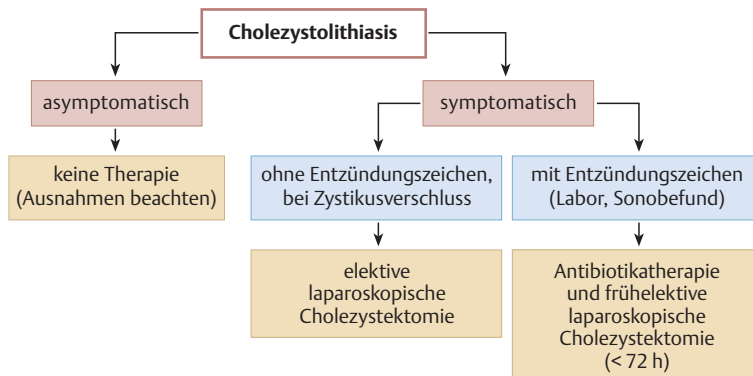 Cholezystolithiasis
asymptomatisch
symptomatisch
keine Therapie
(Ausnahmen beachten)
ohne Entzündungszeichen,
bei Zystikusverschluss
mit Entzündungszeichen
(Labor, Sonobefund)
elektive
laparoskopische
Cholezystektomie
Antibiotikatherapie
und frühelektive
laparoskopische
Cholezystektomie
(< 72 h)